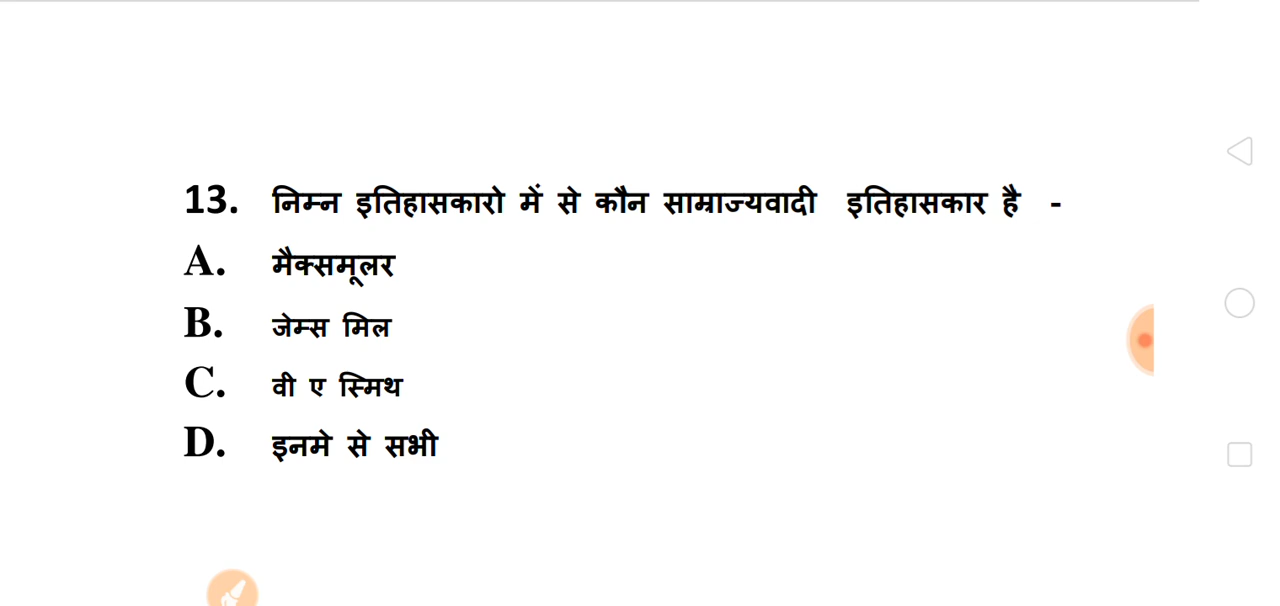 13. निम्न इतिहासकारो में से कौन साम्राज्यवादी इतिहासकार है -
A. मैक्समूलर
B. जेम्स मिल
C. वी ए स्मिथ
D. इनमे से सभी